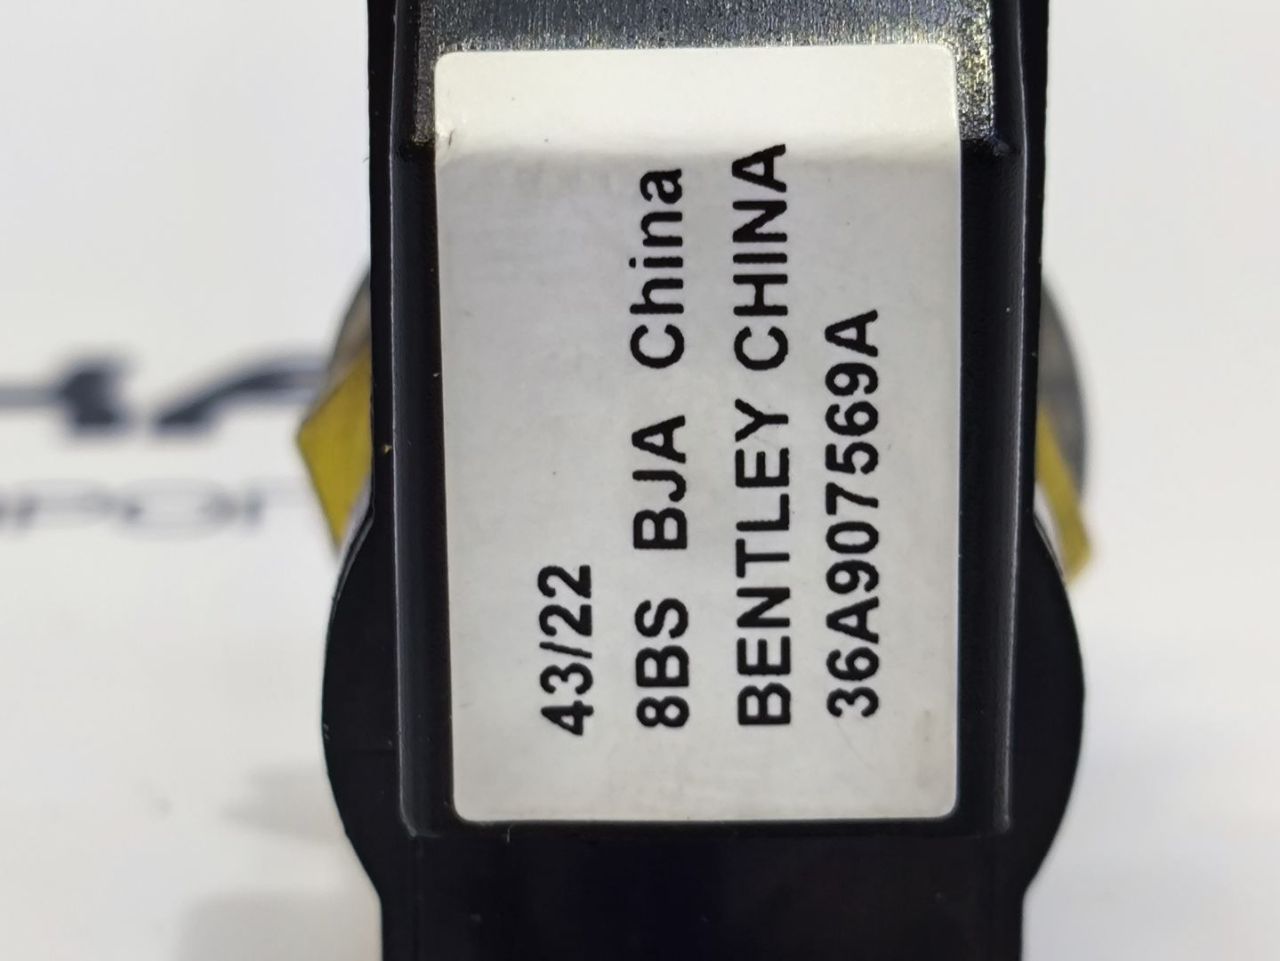 43/22
8BS BJA China
BENTLEY CHINA
36A907569A